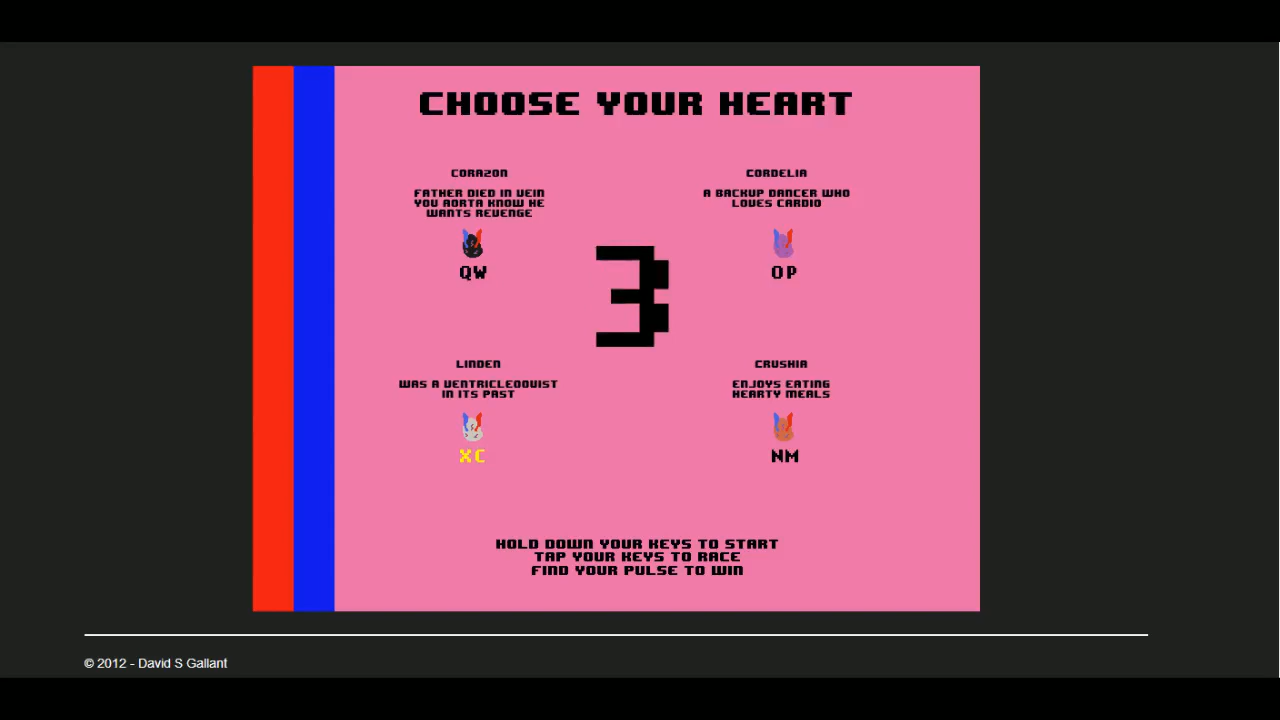 CHOOSE YOUR HEART
CORAZON
FATHER DIED IN VEIN
YOU AORTA KNOW HE
WANTS REVENGE
QW
CORDELIA
A BACKUP DANCER WHO
LOVES CARDIO
OP
3
LINDEN
WAS A VENTRICLEOQUIST
IN ITS PAST
XC
CRUSHIA
ENJOYS EATING
HEARTY MEALS
NM
HOLD DOWN YOUR KEYS TO START
TAP YOUR KEYS TO RACE
FIND YOUR PULSE TO WIN
© 2012 - David S Gallant